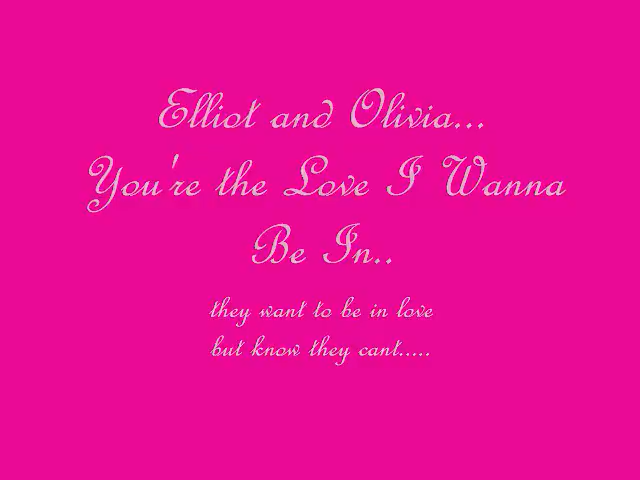 Elliot and Olivia...
You're the Love I Wanna
Be In..
they want to be in love
but know they cant.....